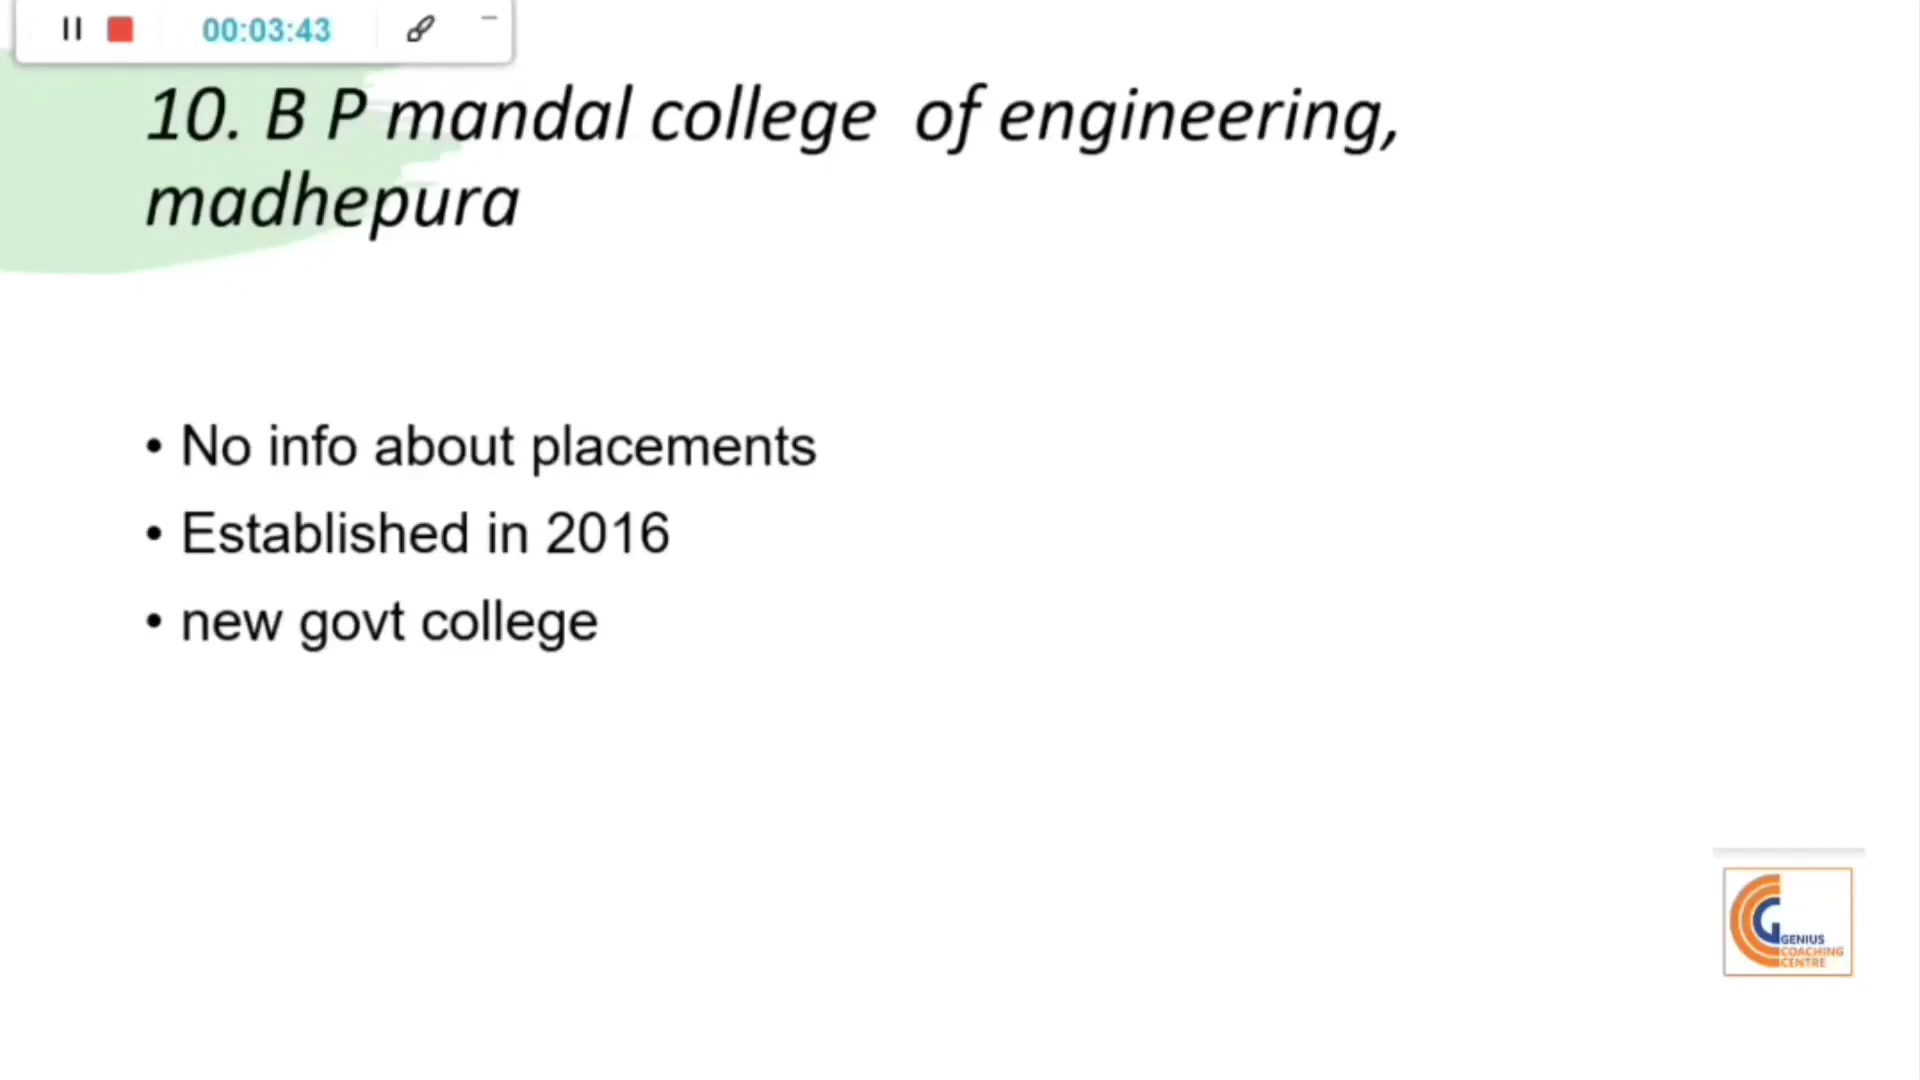 00:03:43
10. B P mandal college of engineering,
madhepura
• No info about placements
• Established in 2016
• new govt college
GENIUS
COACHING
CENTRE